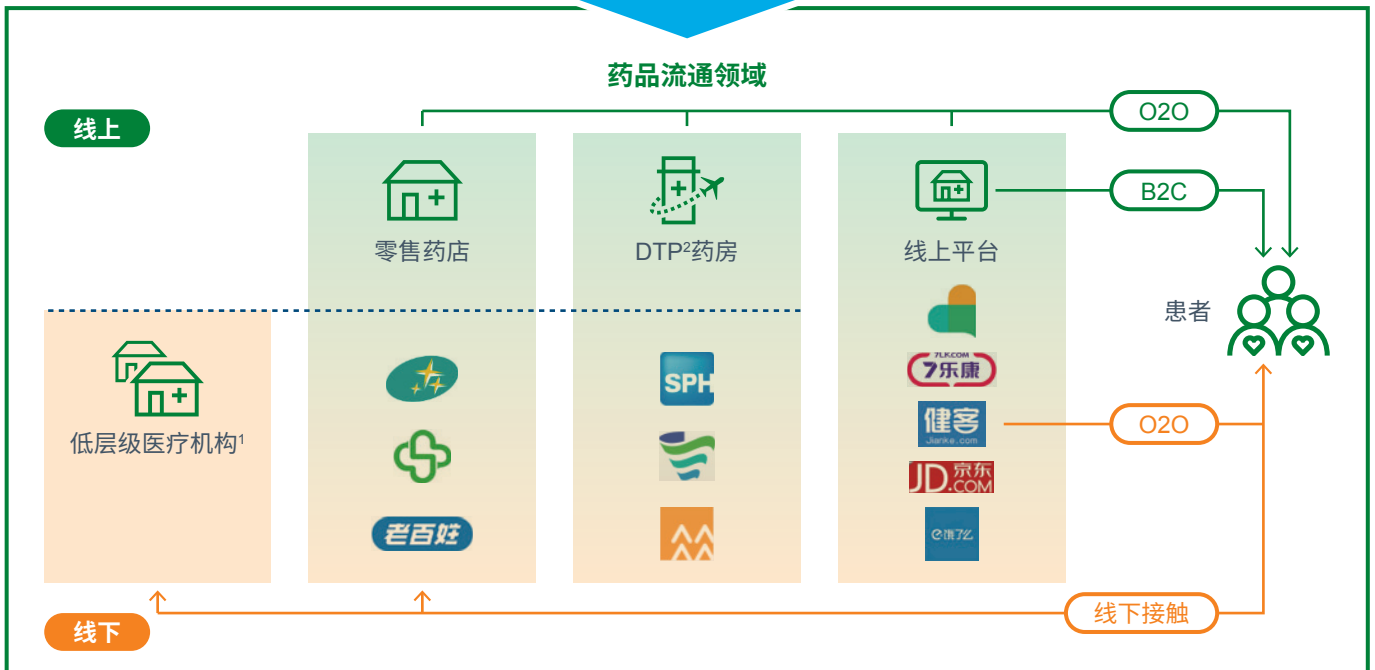 药品流通领域
线上
O2O
B2C
零售药店
DTP²药房
线上平台
患者
低层级医疗机构¹
SPH
7LK.COM
7乐康
健客
Jianke.com
O2O
JD 京东
.COM
老百姓
e饿了么
线下接触
线下